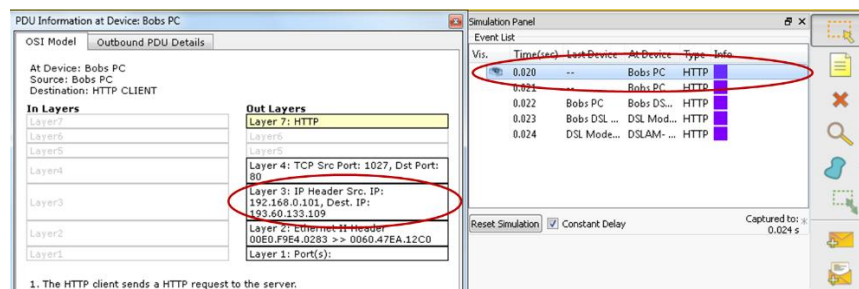 PDU Information at Device: Bobs PC
OSI Model
Outbound PDU Details
At Device: Bobs PC
Source: Bobs PC
Destination: HTTP CLIENT
In Layers
Layer7
Layer6
Layer5
Layer4
Layer3
Layer2
Layer1
Out Layers
Layer 7: HTTP
Layer6
Layer5
Layer 4: TCP Src Port: 1027, Dst Port:
80
Layer 3: IP Header Src. IP:
192.168.0.101, Dest. IP:
193.60.133.109
Layer 2: Ethernet II Header
00E0.F9E4.0283 >> 0060.47EA.12C0
Layer 1: Port(s):
1. The HTTP client sends a HTTP request to the server.
Simulation Panel
Event List
Vis. Time(sec) Last Device At Device Type Info
0.020 -- Bobs PC HTTP
0.021 -- Bobs PC HTTP
0.022 Bobs PC Bobs DS... HTTP
0.023 Bobs DSL ... DSL Mod... HTTP
0.024 DSL Mode... DSLAM- ... HTTP
Reset Simulation
Constant Delay
Captured to: *
0.024 s